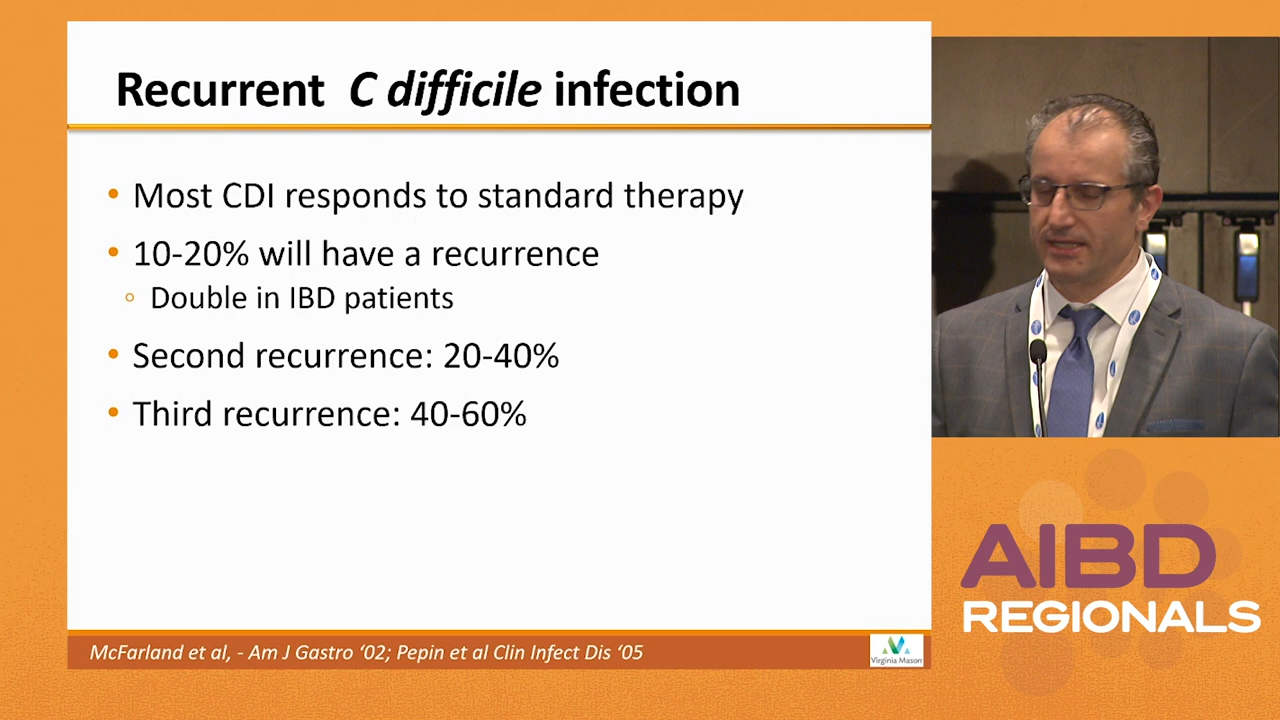 Recurrent C difficile infection
• Most CDI responds to standard therapy
• 10-20% will have a recurrence
◦ Double in IBD patients
• Second recurrence: 20-40%
• Third recurrence: 40-60%
McFarland et al, - Am J Gastro ‘02; Pepin et al Clin Infect Dis ‘05
Virginia Mason
AIBD
REGIONALS